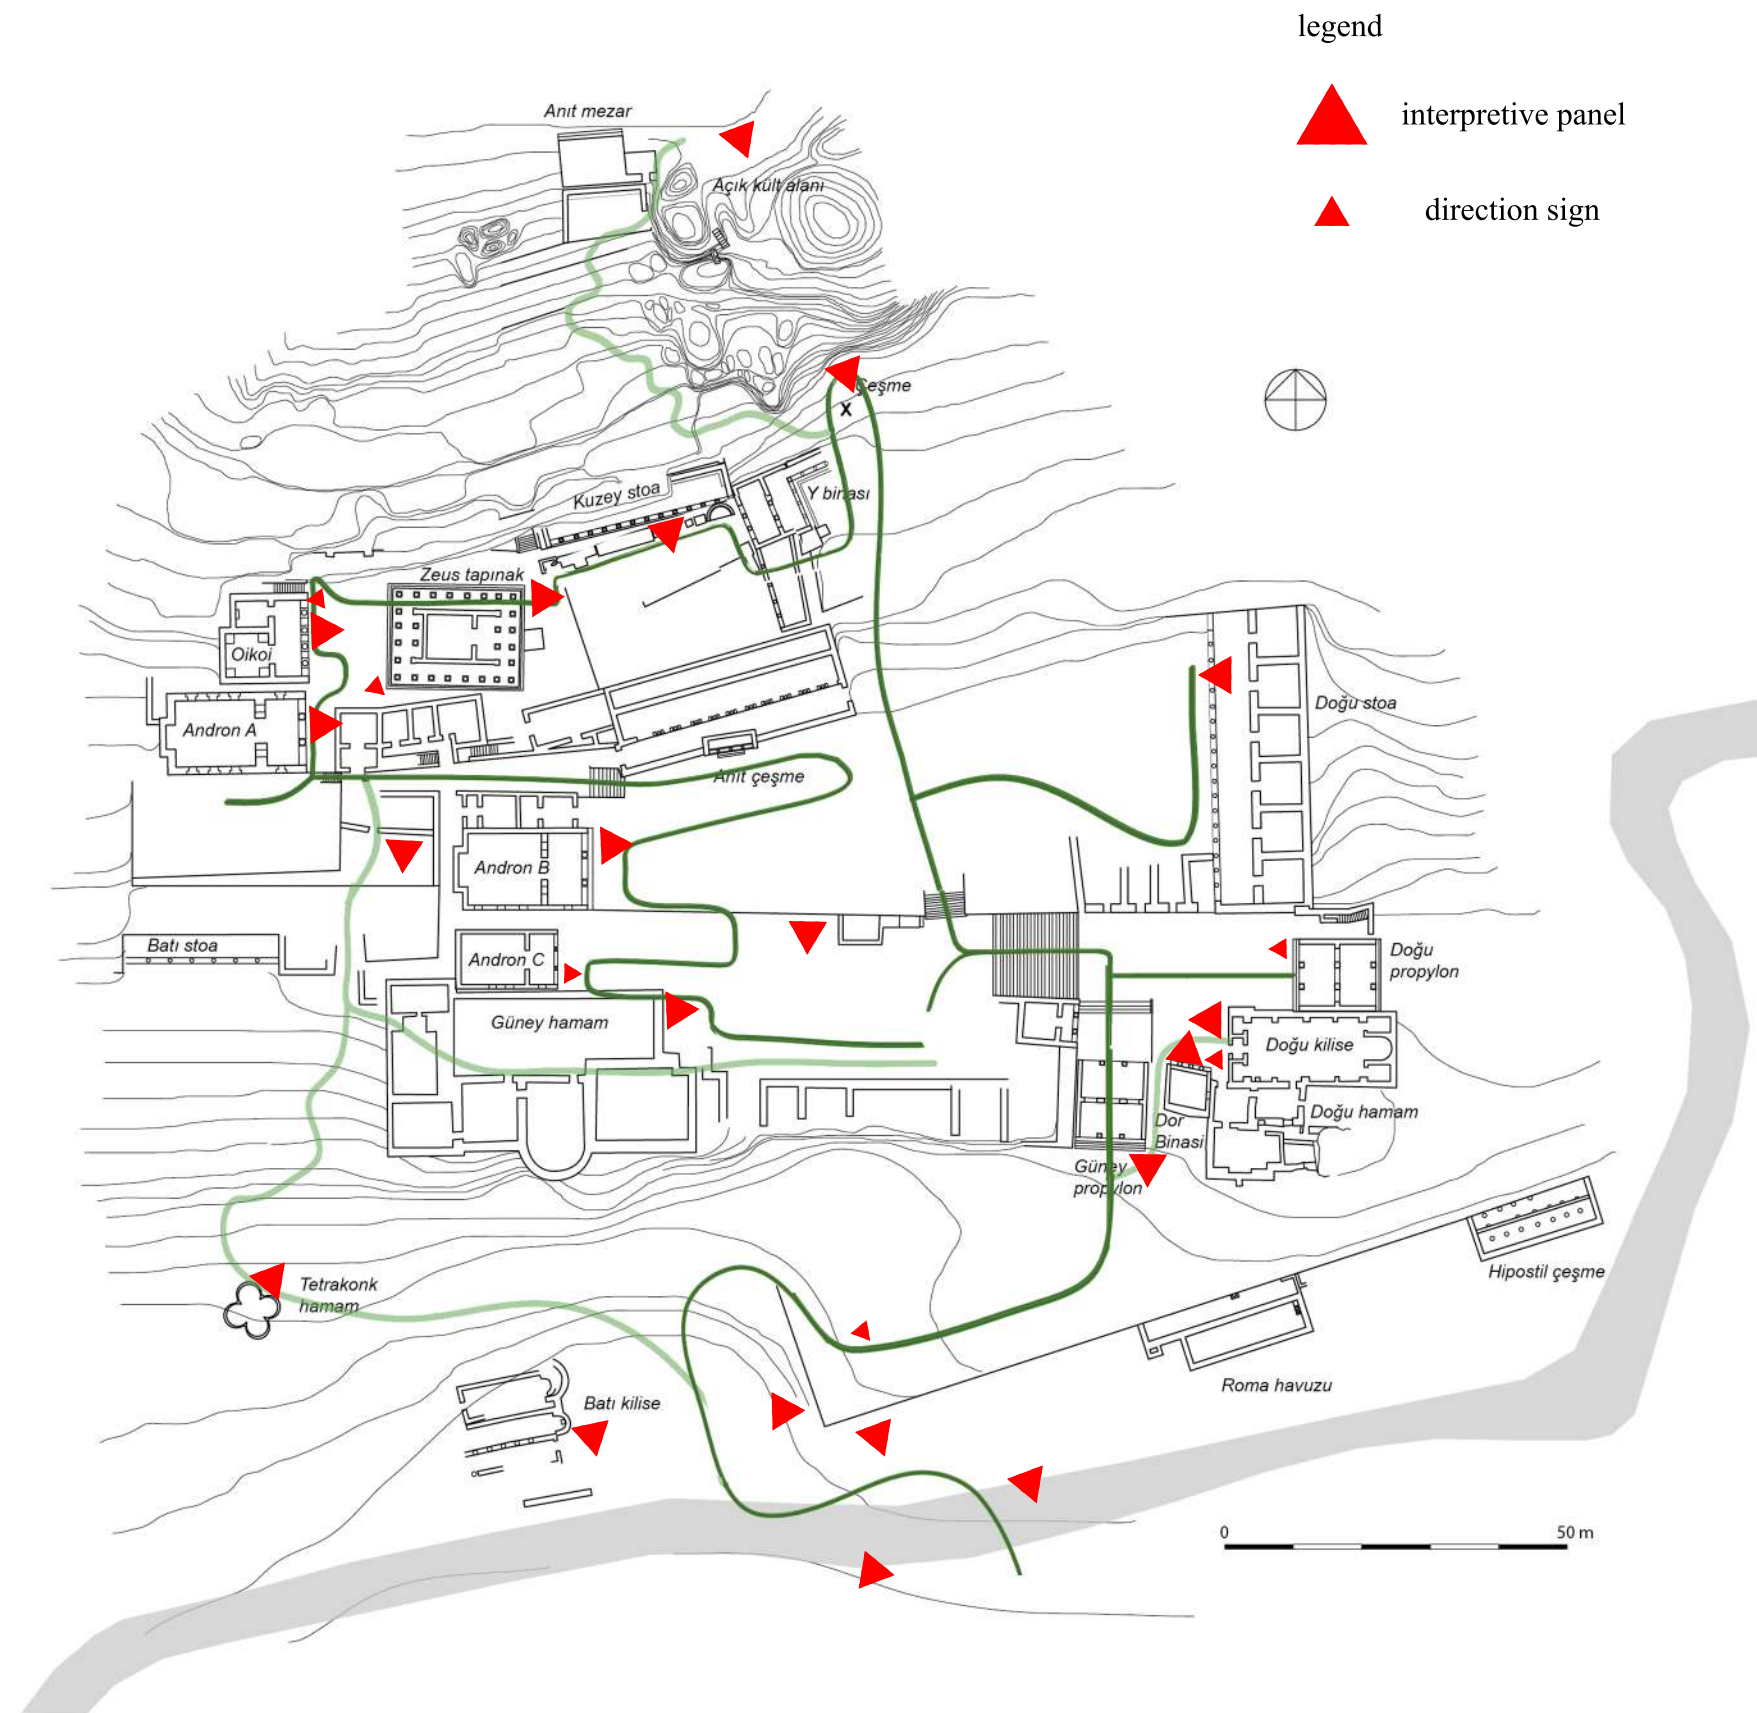 legend
interpretive panel
direction sign
Anıt mezar
Açık kült alanı
Çeşme
x
Kuzey stoa
Y binası
Zeus tapınak
Oikoi
Andron A
Doğu stoa
Anıt çeşme
Andron B
Batı stoa
Andron C
Doğu
propylon
Güney hamam
Doğu kilise
Doğu hamam
Dor
Binasi
Güney
propylon
Tetrakonk
hamam
Hipostil çeşme
Roma havuzu
Batı kilise
0 50 m